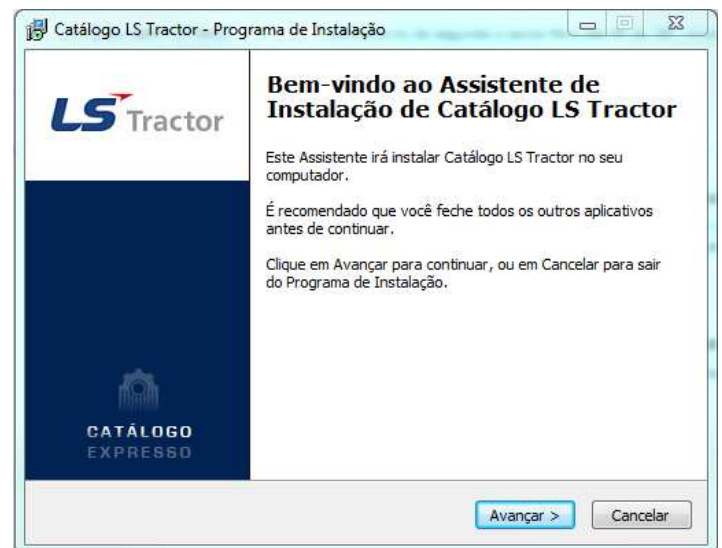 Catálogo LS Tractor - Programa de Instalação
LS Tractor
Bem-vindo ao Assistente de
Instalação de Catálogo LS Tractor
Este Assistente irá instalar Catálogo LS Tractor no seu
computador.
É recomendado que você feche todos os outros aplicativos
antes de continuar.
Clique em Avançar para continuar, ou em Cancelar para sair
do Programa de Instalação.
CATÁLOGO
EXPRESSO
Avançar >
Cancelar